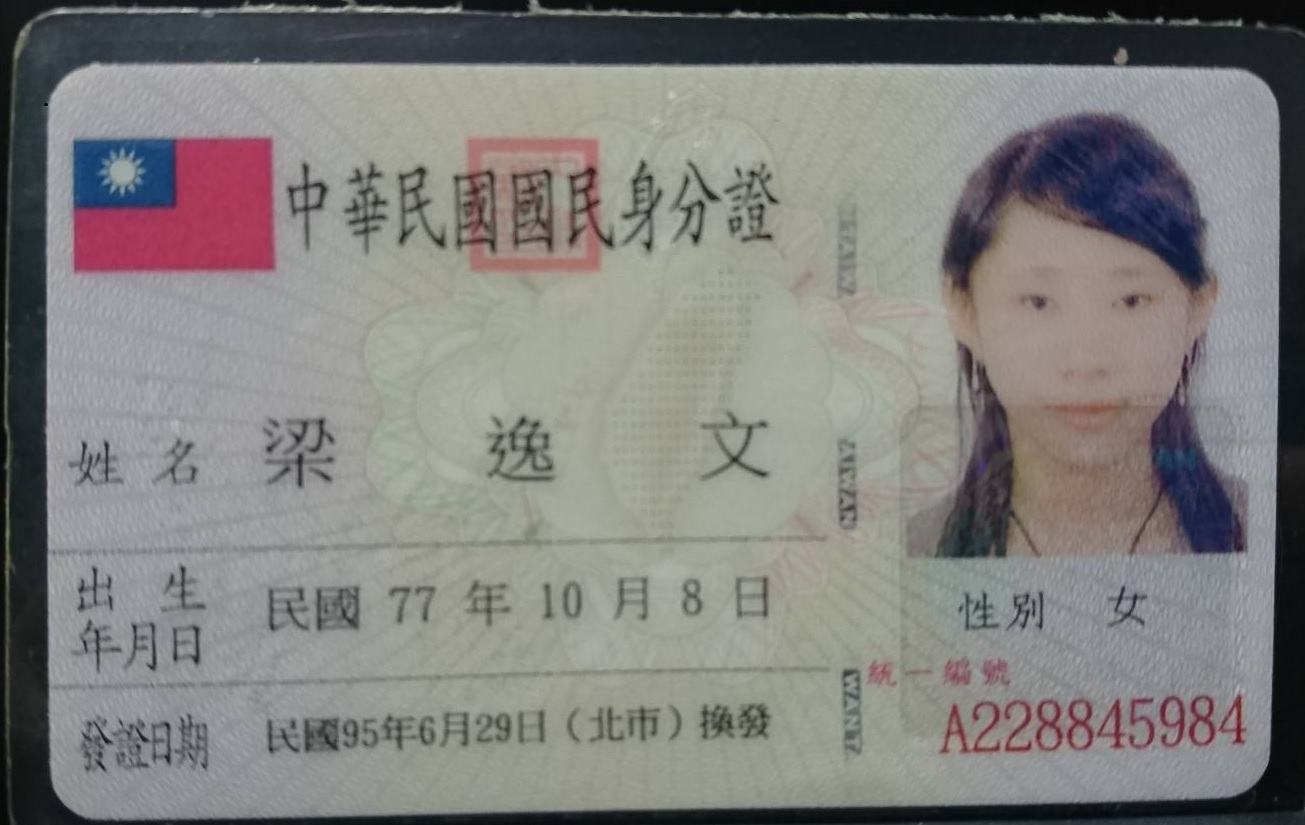 中華民國國民身分證
姓名 梁逸文
出生年月日 民國 77 年 10 月 8 日
發證日期 民國95年6月29日（北市）換發
性別 女
統一編號
A228845984
TAIWAN